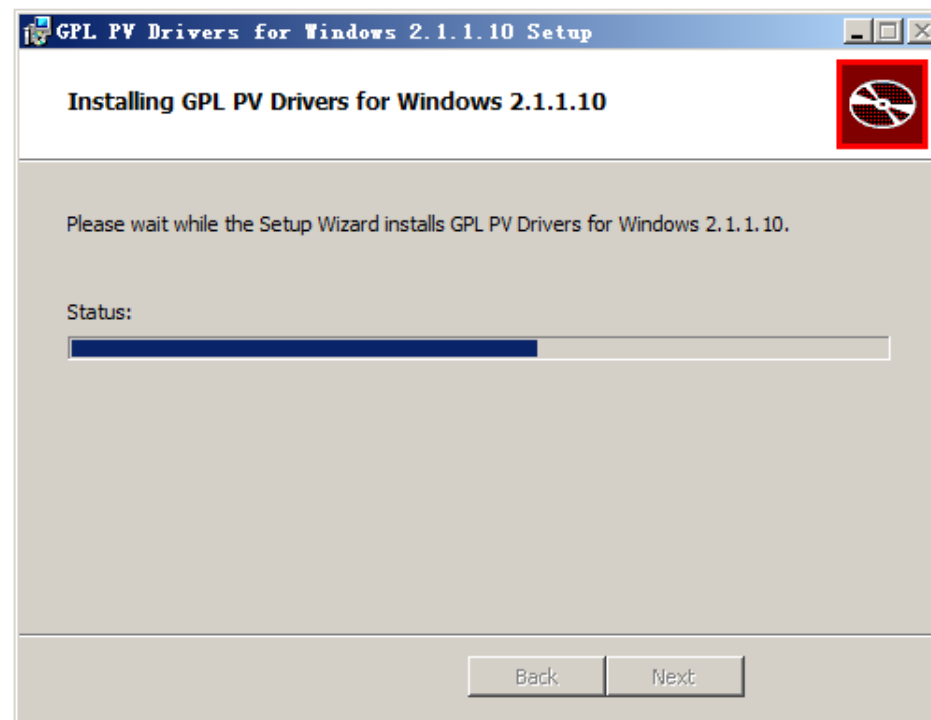 GPL PV Drivers for Windows 2.1.1.10 Setup
Installing GPL PV Drivers for Windows 2.1.1.10
Please wait while the Setup Wizard installs GPL PV Drivers for Windows 2.1.1.10.
Status:
Back Next